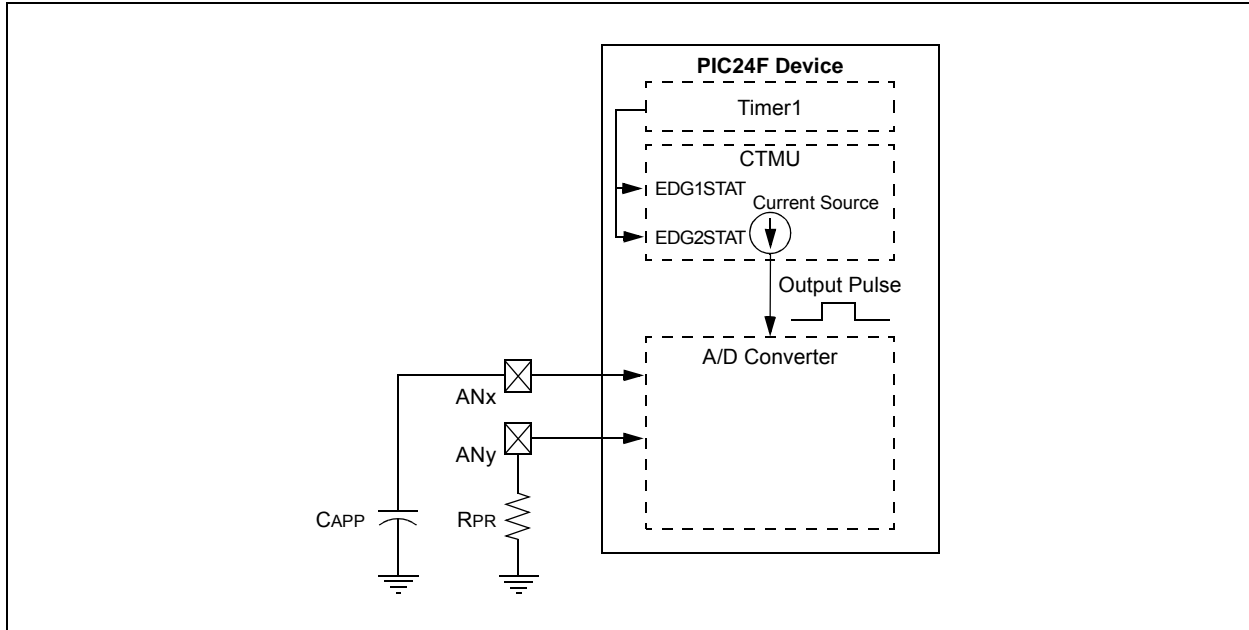 PIC24F Device
Timer1
CTMU
EDG1STAT
Current Source
EDG2STAT
Output Pulse
A/D Converter
ANx
ANy
CAPP
RPR